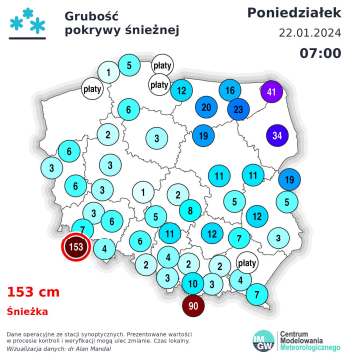 Grubość
pokrywy śnieżnej
Poniedziałek
22.01.2024
07:00
płaty
5
1
płaty
płaty
12
16
41
6
20
23
2
3
19
34
6
3
3
11
11
19
6
3
1
2
5
5
3
6
5
8
12
7
11
12
7
3
153
4
6
4
2
2
2
płaty
3
10
3
4
7
90
153 cm
Śnieżka
Dane operacyjne ze stacji synoptycznych. Prezentowane wartości
w procesie kontroli i weryfikacji mogą ulec zmianie. Czas lokalny.
Wizualizacja danych: dr Alan Mandal
IM
GW
Centrum
Modelowania
Meteorologicznego